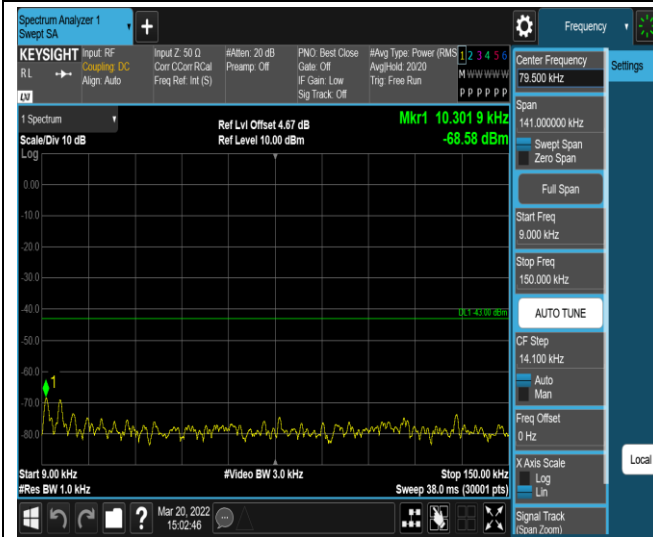 Spectrum Analyzer 1
Swept SA
+
Frequency
KEYSIGHT
RL
LXI
Input: RF
Coupling: DC
Align: Auto
Input Z: 50 Ω
Corr CCorr RCal
Freq Ref: Int (S)
#Atten: 20 dB
Preamp: Off
PNO: Best Close
Gate: Off
IF Gain: Low
Sig Track: Off
#Avg Type: Power (RMS
Avg|Hold: 20/20
Trig: Free Run
1 2 3 4 5 6
M W W W W W
P P P P P P
Center Frequency
79.500 kHz
Settings
Span
141.000000 kHz
Swept Span
Zero Span
Full Span
Start Freq
9.000 kHz
Stop Freq
150.000 kHz
AUTO TUNE
CF Step
14.100 kHz
Auto
Man
Freq Offset
0 Hz
X Axis Scale
Log
Lin
Local
Signal Track
(Span Zoom)
1 Spectrum
Scale/Div 10 dB
Ref Lvl Offset 4.67 dB
Ref Level 10.00 dBm
Mkr1 10.301 9 kHz
-68.58 dBm
Log
0.00
-10.0
-20.0
-30.0
-40.0
DL1 -43.00 dBm
-50.0
-60.0
1
-70.0
-80.0
Start 9.00 kHz
#Res BW 1.0 kHz
#Video BW 3.0 kHz
Stop 150.00 kHz
Sweep 38.0 ms (30001 pts)
?
Mar 20, 2022
15:02:46